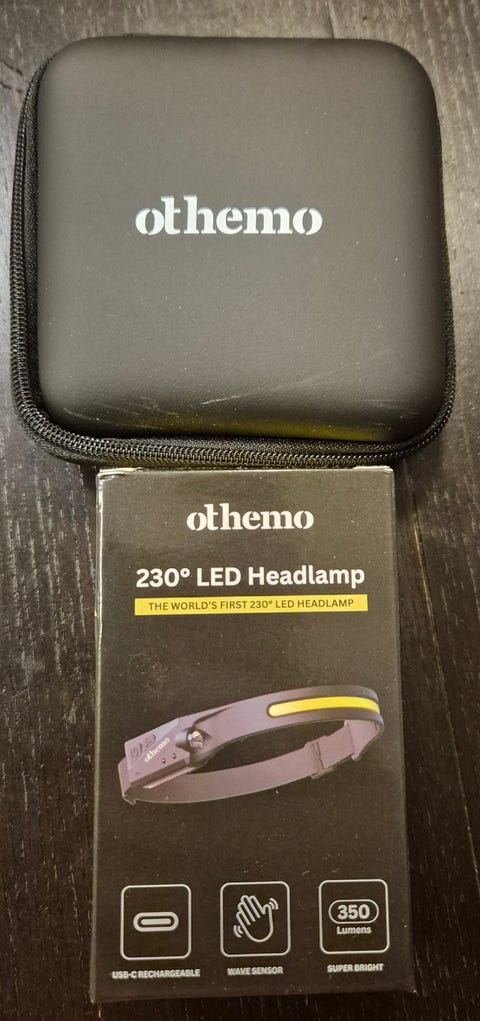 othemo
othemo
230° LED Headlamp
THE WORLD'S FIRST 230° LED HEADLAMP
othemo
350
Lumens
USB-C RECHARGEABLE
WAVE SENSOR
SUPER BRIGHT